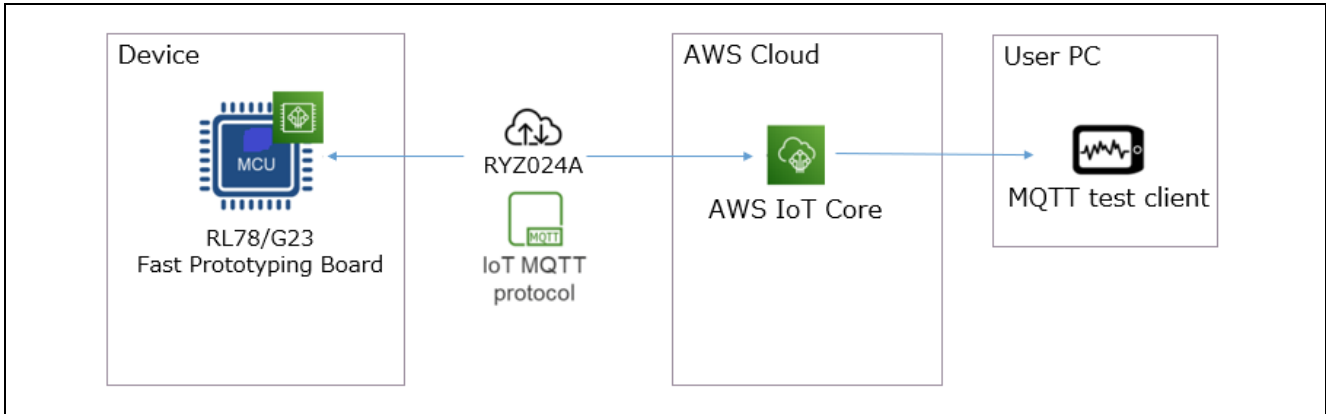 Device
MCU
RL78/G23
Fast Prototyping Board
RYZ024A
MQTT
IoT MQTT
protocol
AWS Cloud
AWS IoT Core
User PC
MQTT test client